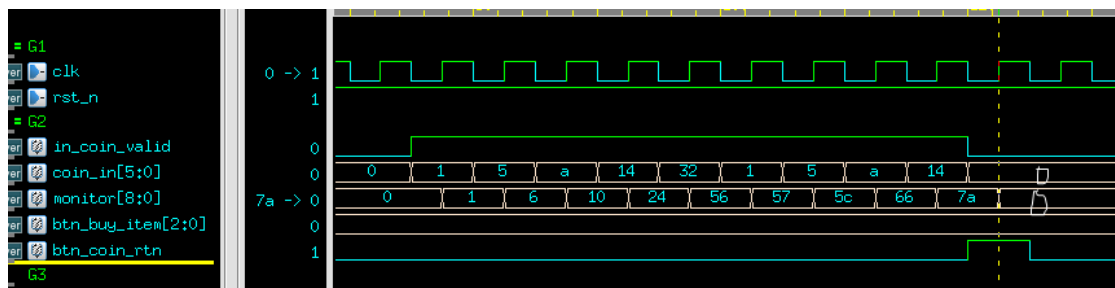 = G1
clk 0 -> 1
rst_n 1
= G2
in_coin_valid 0
coin_in[5:0] 0 0 1 5 a 14 32 1 5 a 14
monitor[8:0] 7a -> 0 0 1 6 10 24 56 57 5c 66 7a
btn_buy_item[2:0] 0
btn_coin_rtn 1
G3